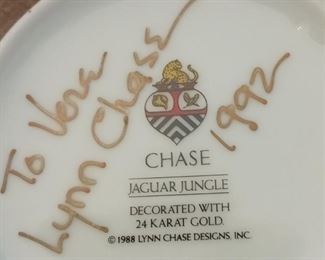 To Vera
Lynn Chase
1992
CHASE
JAGUAR JUNGLE
DECORATED WITH
24 KARAT GOLD.
© 1988 LYNN CHASE DESIGNS, INC.